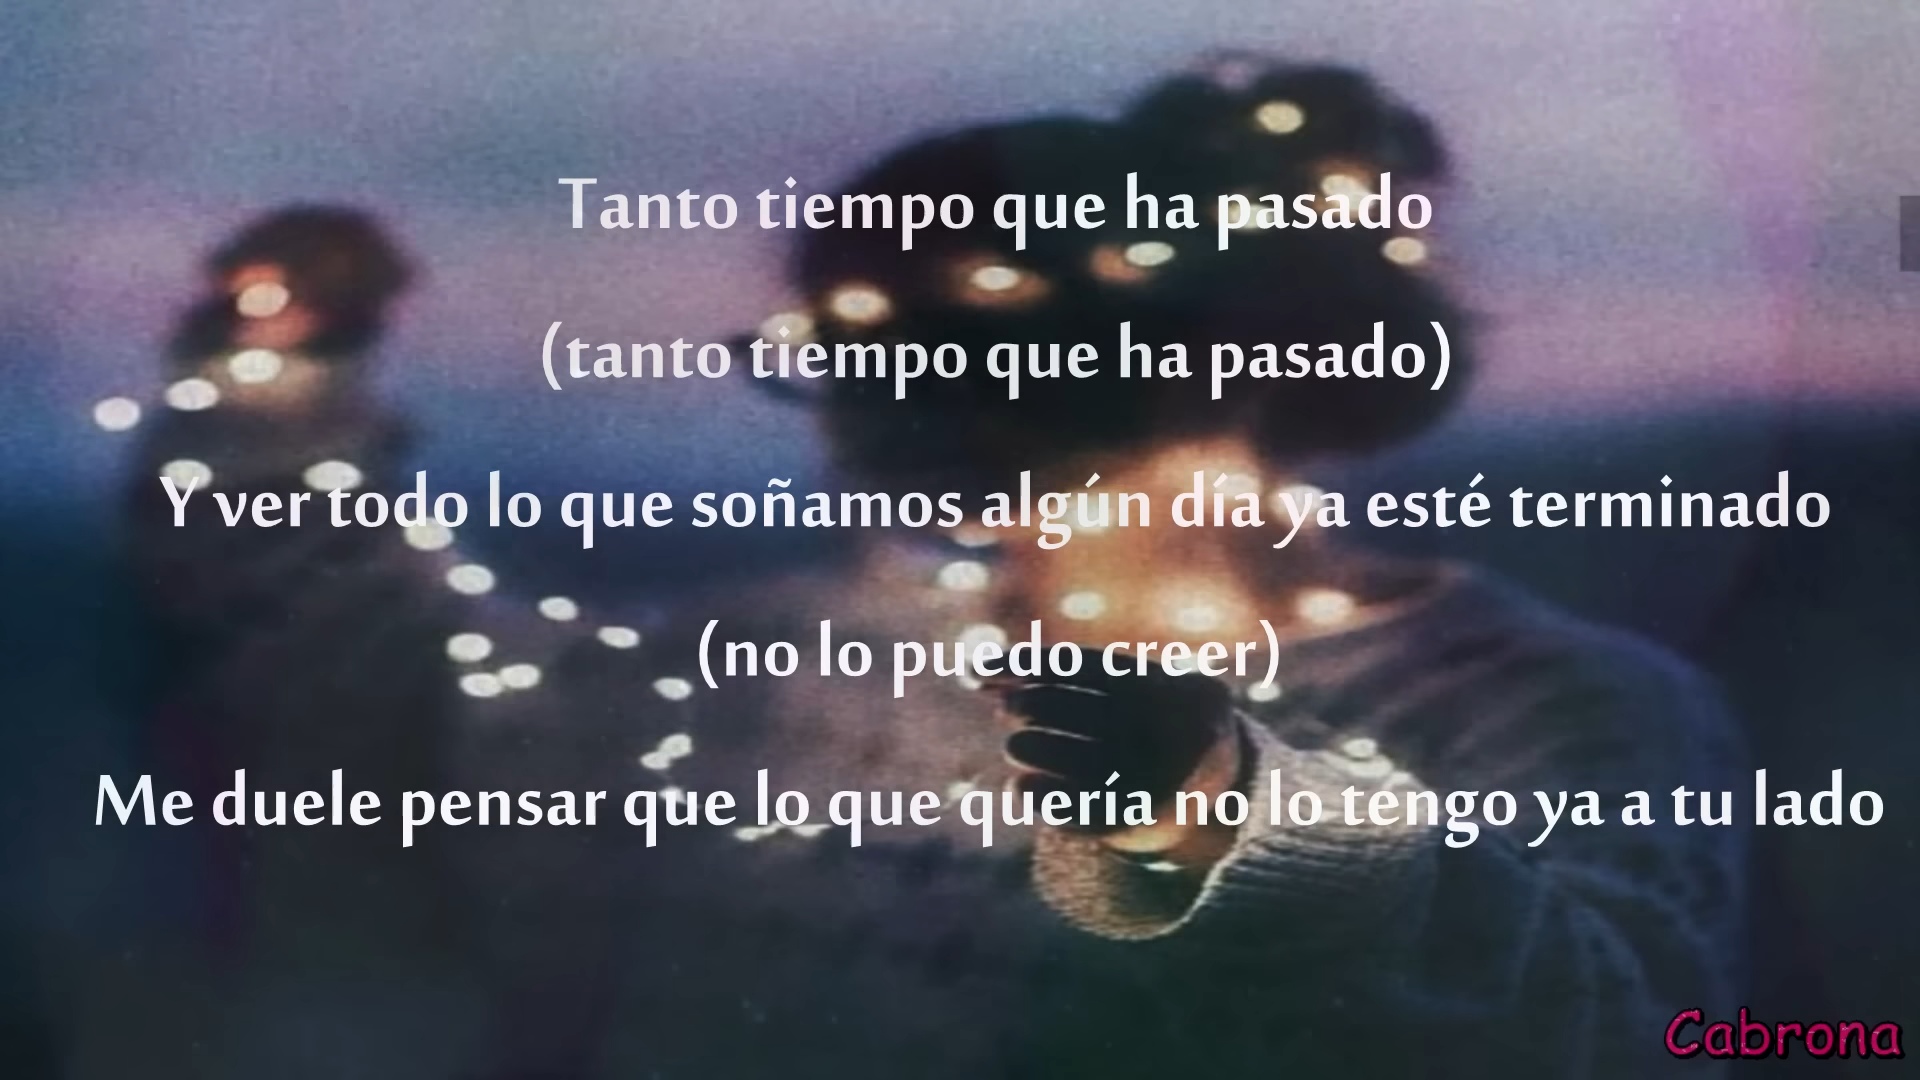 Tanto tiempo que ha pasado
(tanto tiempo que ha pasado)
Y ver todo lo que soñamos algún día ya esté terminado
(no lo puedo creer)
Me duele pensar que lo que quería no lo tengo ya a tu lado
Cabrona